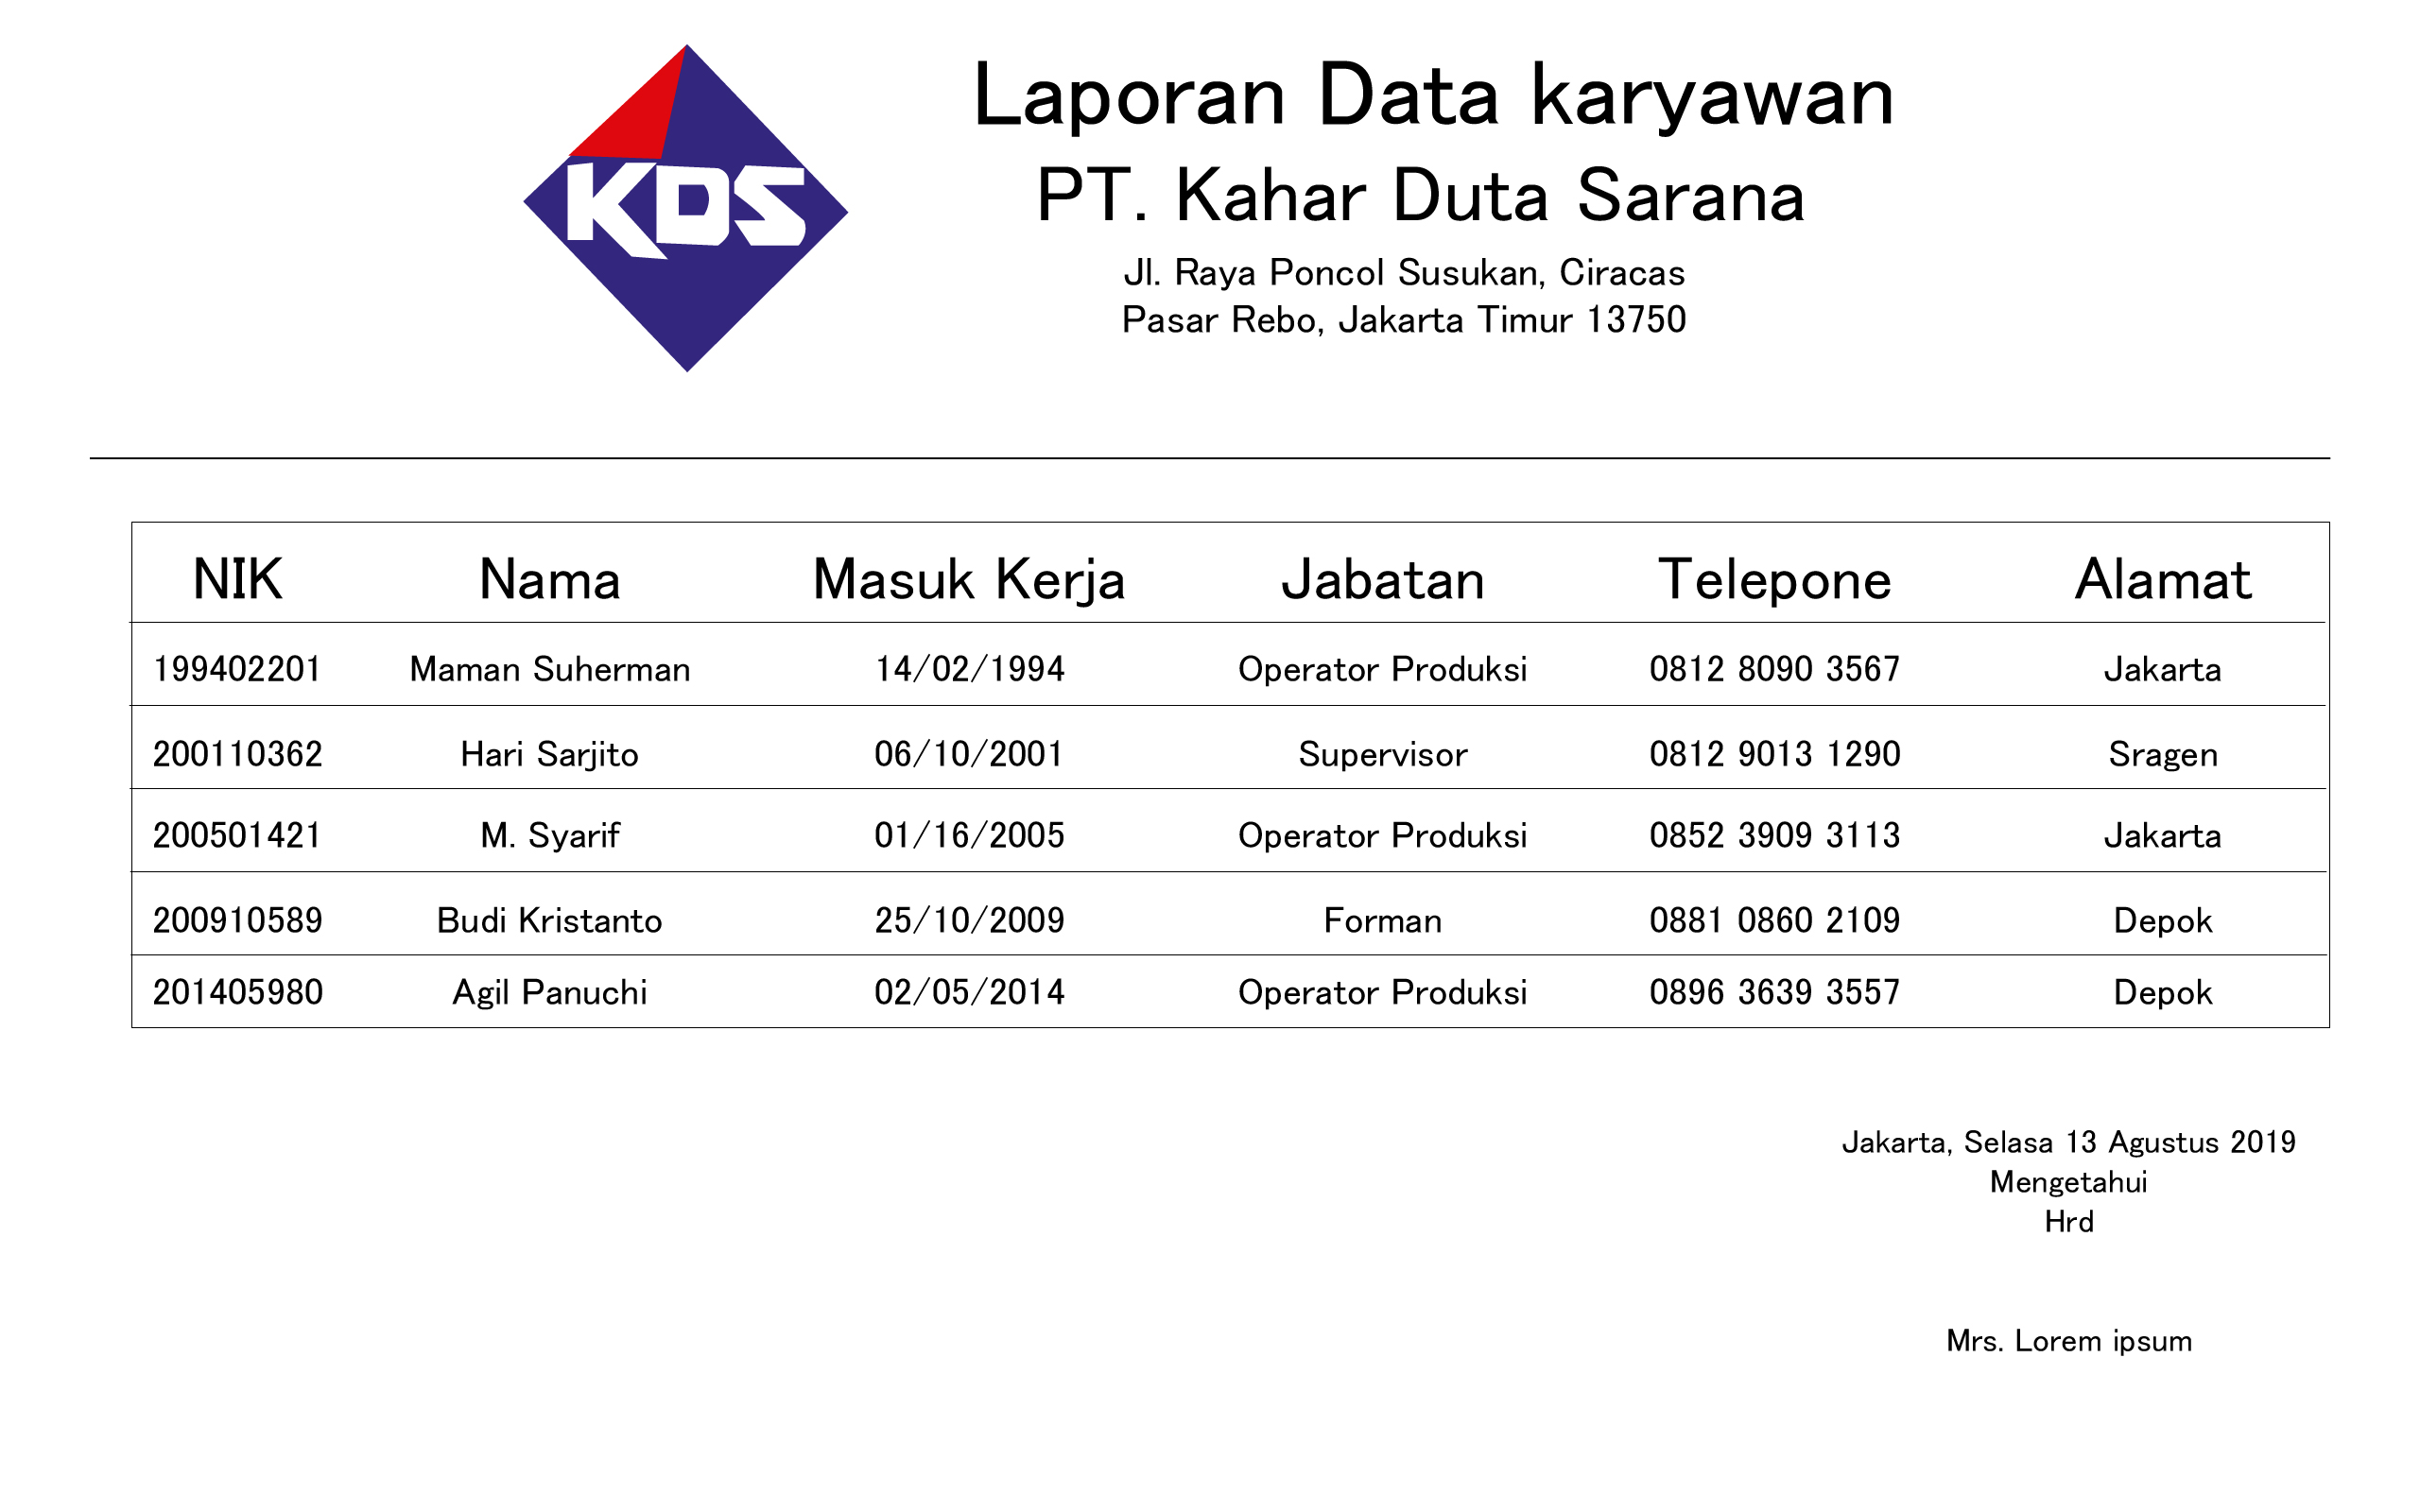 KDS
Laporan Data karyawan
PT. Kahar Duta Sarana
Jl. Raya Poncol Susukan, Ciracas
Pasar Rebo, Jakarta Timur 13750
NIK Nama Masuk Kerja Jabatan Telepone Alamat
199402201 Maman Suherman 14/02/1994 Operator Produksi 0812 8090 3567 Jakarta
200110362 Hari Sarjito 06/10/2001 Supervisor 0812 9013 1290 Sragen
200501421 M. Syarif 01/16/2005 Operator Produksi 0852 3909 3113 Jakarta
200910589 Budi Kristanto 25/10/2009 Forman 0881 0860 2109 Depok
201405980 Agil Panuchi 02/05/2014 Operator Produksi 0896 3639 3557 Depok
Jakarta, Selasa 13 Agustus 2019
Mengetahui
Hrd
Mrs. Lorem ipsum